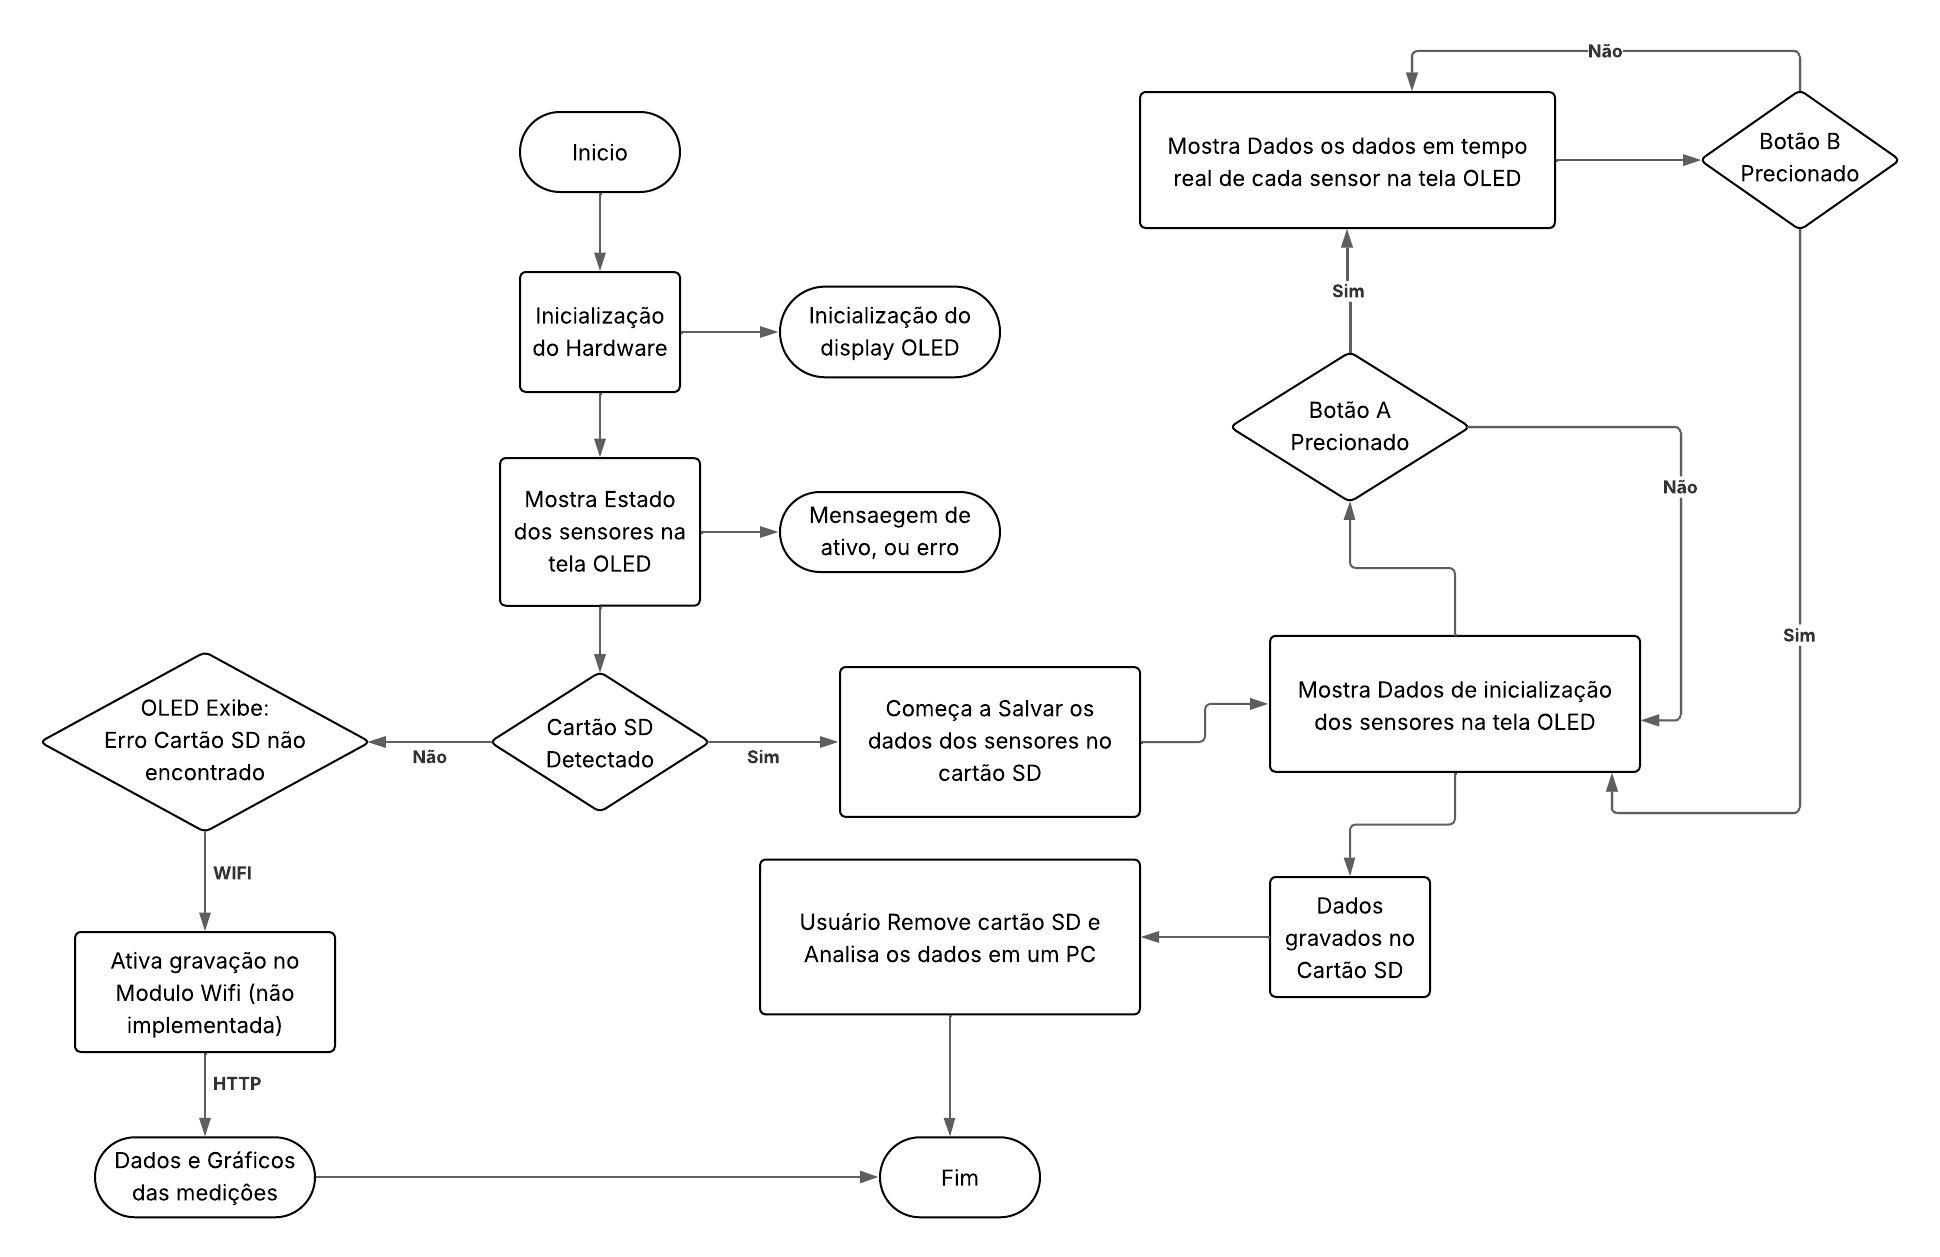 Não
Inicio
Mostra Dados os dados em tempo
real de cada sensor na tela OLED
Botão B
Precionado
Sim
Inicialização
do Hardware
Inicialização do
display OLED
Botão A
Precionado
Não
Mostra Estado
dos sensores na
tela OLED
Mensaegem de
ativo, ou erro
Sim
OLED Exibe:
Erro Cartão SD não
encontrado
Não
Cartão SD
Detectado
Sim
Começa a Salvar os
dados dos sensores no
cartão SD
Mostra Dados de inicialização
dos sensores na tela OLED
WIFI
Usuário Remove cartão SD e
Analisa os dados em um PC
Dados
gravados no
Cartão SD
Ativa gravação no
Modulo Wifi (não
implementada)
HTTP
Dados e Gráficos
das medições
Fim